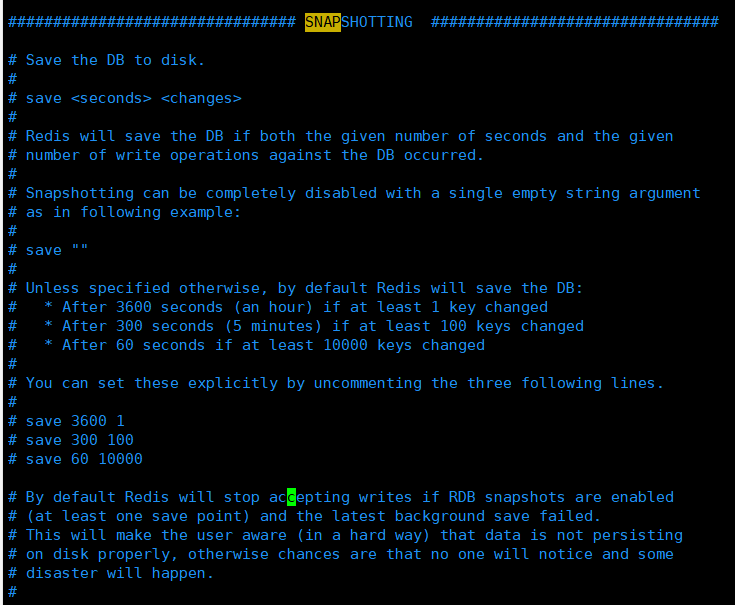 ################################ SNAPSHOTTING  ################################
# Save the DB to disk.
#
# save <seconds> <changes>
#
# Redis will save the DB if both the given number of seconds and the given
# number of write operations against the DB occurred.
#
# Snapshotting can be completely disabled with a single empty string argument
# as in following example:
#
# save ""
#
# Unless specified otherwise, by default Redis will save the DB:
#   * After 3600 seconds (an hour) if at least 1 key changed
#   * After 300 seconds (5 minutes) if at least 100 keys changed
#   * After 60 seconds if at least 10000 keys changed
#
# You can set these explicitly by uncommenting the three following lines.
#
# save 3600 1
# save 300 100
# save 60 10000
# By default Redis will stop accepting writes if RDB snapshots are enabled
# (at least one save point) and the latest background save failed.
# This will make the user aware (in a hard way) that data is not persisting
# on disk properly, otherwise chances are that no one will notice and some
# disaster will happen.
#